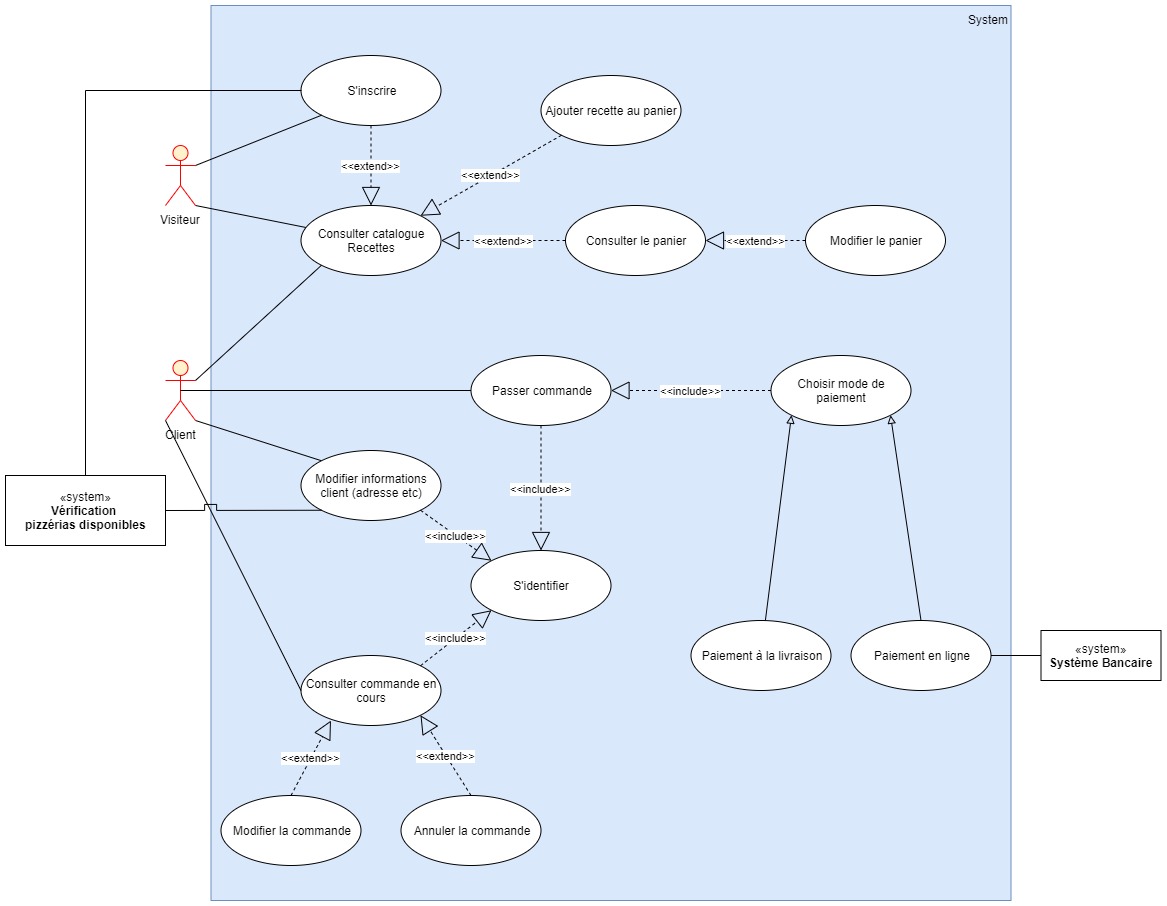 System
S'inscrire
Ajouter recette au panier
<<extend>>
<<extend>>
Visiteur
Consulter catalogue
Recettes
<<extend>>
Consulter le panier
<<extend>>
Modifier le panier
Client
Passer commande
<<include>>
Choisir mode de
paiement
Modifier informations
client (adresse etc)
<<include>>
«system»
Vérification
pizzérias disponibles
<<include>>
S'identifier
<<include>>
Paiement à la livraison
Paiement en ligne
«system»
Système Bancaire
Consulter commande en
cours
<<extend>>
<<extend>>
Modifier la commande
Annuler la commande